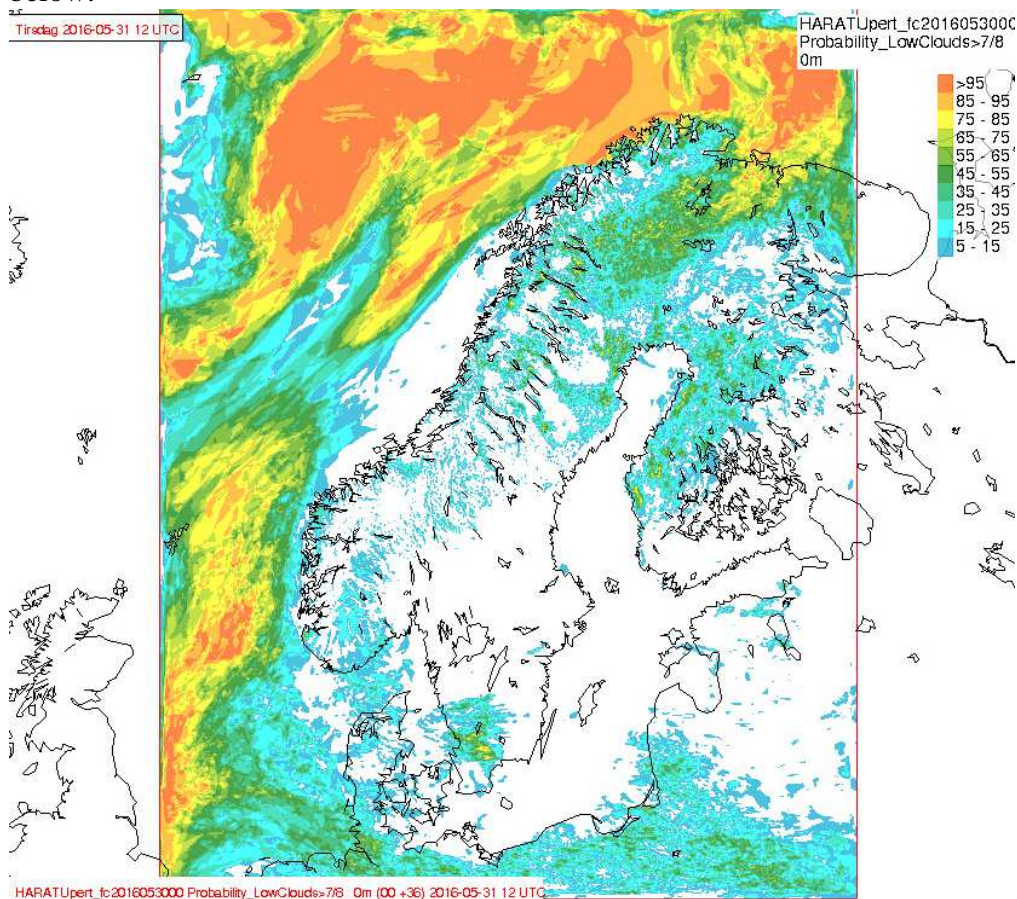 below.
Tirsdag 2016-05-31 12 UTC
HARATUpert_fc2016053000
Probability_LowClouds>7/8
0m
>95
85 - 95
75 - 85
65 - 75
55 - 65
45 - 55
35 - 45
25 - 35
15 - 25
5 - 15
HARATUpert_fc2016053000 Probability_LowClouds>7/8 0m (00 +36) 2016-05-31 12 UTC